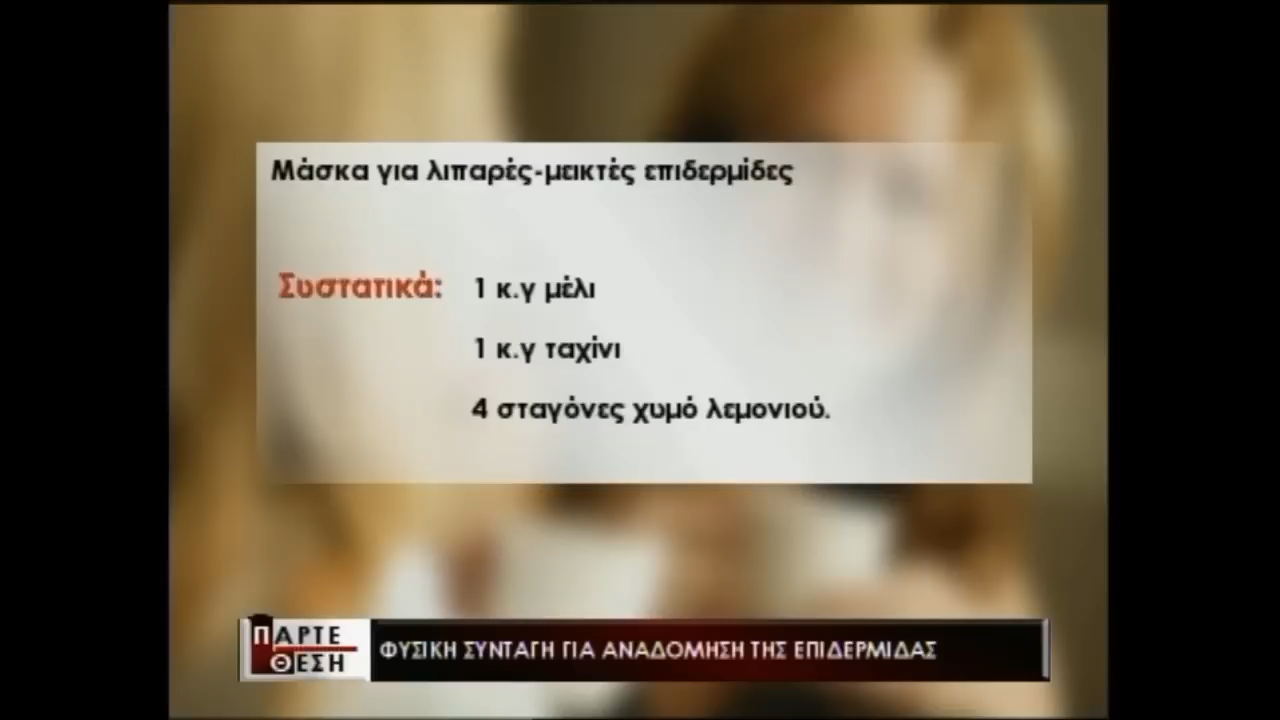 Μάσκα για λιπαρές-μεικτές επιδερμίδες
Συστατικά: 1 κ.γ μέλι
1 κ.γ ταχίνι
4 σταγόνες χυμό λεμονιού.
ΠΑΡΤΕ
ΘΕΣΗ
ΦΥΣΙΚΗ ΣΥΝΤΑΓΗ ΓΙΑ ΑΝΑΔΟΜΗΣΗ ΤΗΣ ΕΠΙΔΕΡΜΙΔΑΣ